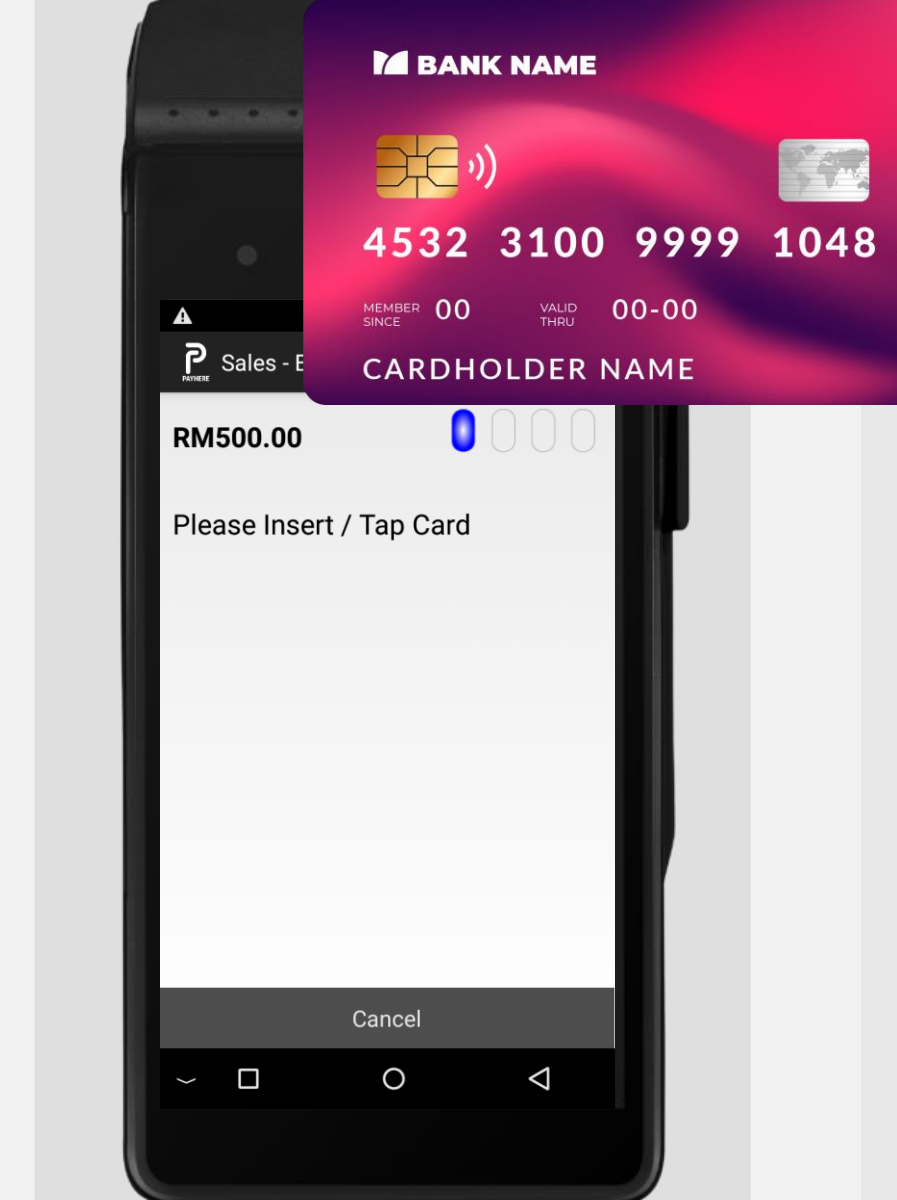 BANK NAME
4532 3100 9999 1048
MEMBER SINCE 00 VALID THRU 00-00
CARDHOLDER NAME
PAYHERE Sales -
RM500.00
Please Insert / Tap Card
Cancel